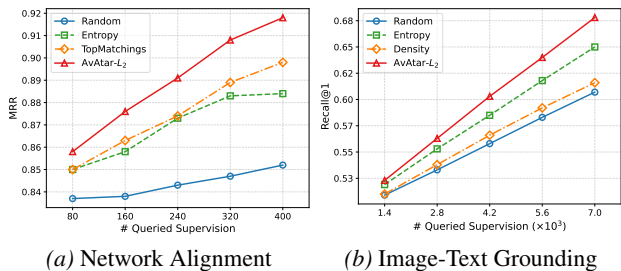 0.92
0.91
0.90
0.89
0.88
0.87
0.86
0.85
0.84
MRR
Random
Entropy
TopMatchings
AvAtar-L₂
80 160 240 320 400
# Queried Supervision
(a) Network Alignment
0.68
0.65
0.62
0.60
0.57
0.55
0.53
Recall@1
Random
Entropy
Density
AvAtar-L₂
1.4 2.8 4.2 5.6 7.0
# Queried Supervision (×10³)
(b) Image-Text Grounding